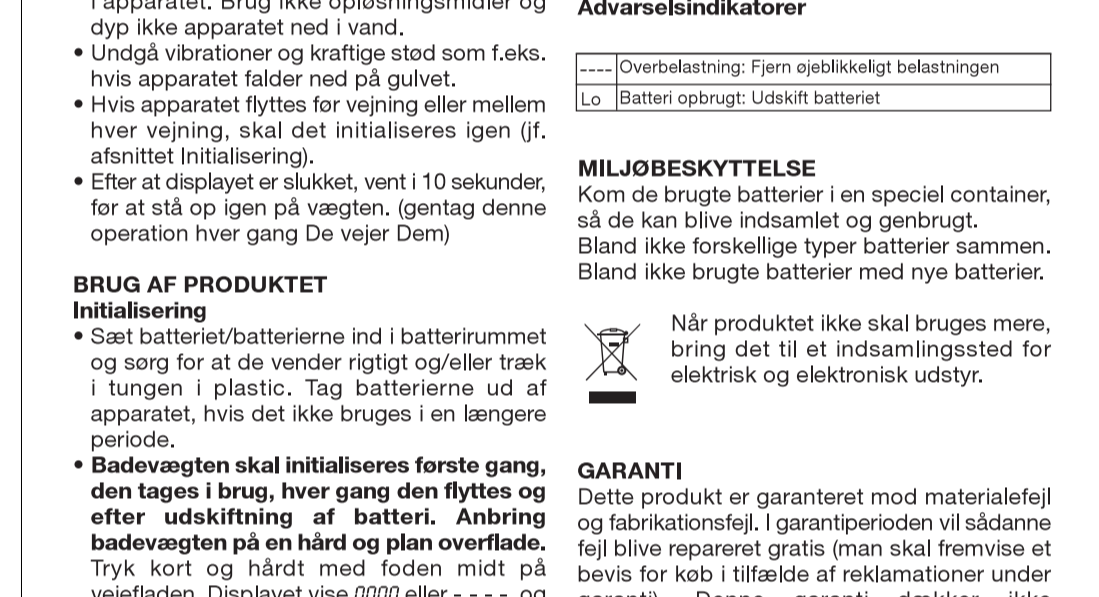 i apparatet. Brug ikke opløsningsmidler og
dyp ikke apparatet ned i vand.
• Undgå vibrationer og kraftige stød som f.eks.
hvis apparatet falder ned på gulvet.
• Hvis apparatet flyttes før vejning eller mellem
hver vejning, skal det initialiseres igen (jf.
afsnittet Initialisering).
• Efter at displayet er slukket, vent i 10 sekunder,
før at stå op igen på vægten. (gentag denne
operation hver gang De vejer Dem)
BRUG AF PRODUKTET
Initialisering
• Sæt batteriet/batterierne ind i batterirummet
og sørg for at de vender rigtigt og/eller træk
i tungen i plastic. Tag batterierne ud af
apparatet, hvis det ikke bruges i en længere
periode.
• Badevægten skal initialiseres første gang,
den tages i brug, hver gang den flyttes og
efter udskiftning af batteri. Anbring
badevægten på en hård og plan overflade.
Tryk kort og hårdt med foden midt på
vejefladen. Displayet vise 0000 eller - - - - og
Advarselsindikatorer
---- Overbelastning: Fjern øjeblikkeligt belastningen
Lo Batteri opbrugt: Udskift batteriet
MILJØBESKYTTELSE
Kom de brugte batterier i en speciel container,
så de kan blive indsamlet og genbrugt.
Bland ikke forskellige typer batterier sammen.
Bland ikke brugte batterier med nye batterier.
Når produktet ikke skal bruges mere,
bring det til et indsamlingssted for
elektrisk og elektronisk udstyr.
GARANTI
Dette produkt er garanteret mod materialefejl
og fabrikationsfejl. I garantiperioden vil sådanne
fejl blive repareret gratis (man skal fremvise et
bevis for køb i tilfælde af reklamationer under
garanti). Denne garanti dækker ikke